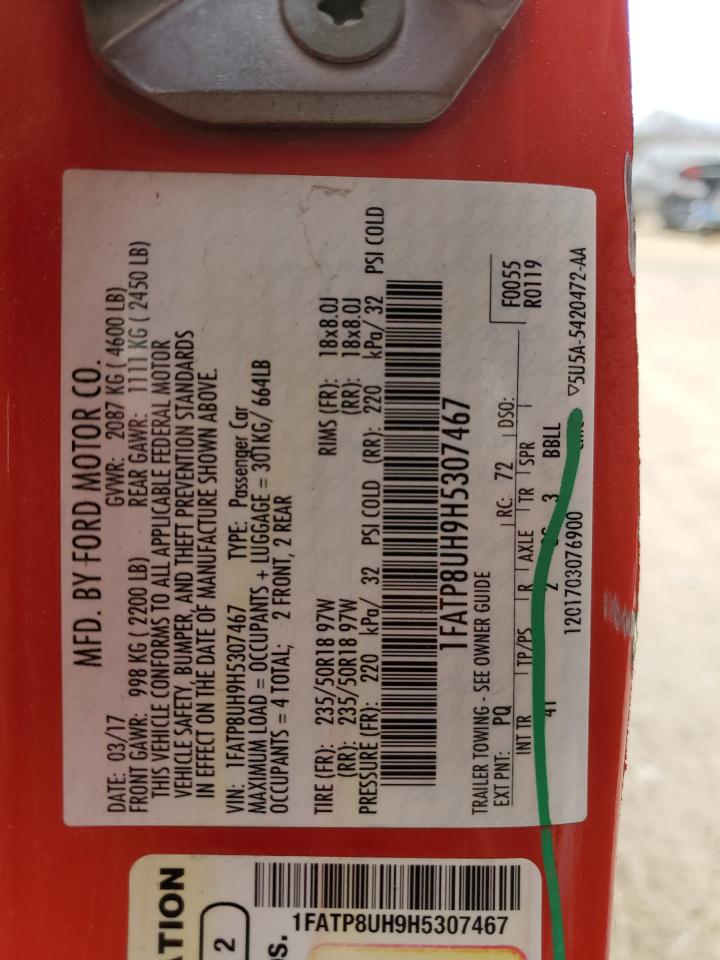 MFD. BY FORD MOTOR CO.
DATE: 03/17 GVWR: 2087 KG ( 4600 LB)
FRONT GAWR: 998 KG ( 2200 LB) REAR GAWR: 1111 KG ( 2450 LB)
THIS VEHICLE CONFORMS TO ALL APPLICABLE FEDERAL MOTOR
VEHICLE SAFETY, BUMPER, AND THEFT PREVENTION STANDARDS
IN EFFECT ON THE DATE OF MANUFACTURE SHOWN ABOVE.
VIN: 1FATP8UH9H5307467 TYPE: Passenger Car
MAXIMUM LOAD = OCCUPANTS + LUGGAGE = 301KG/ 664LB
OCCUPANTS = 4 TOTAL; 2 FRONT, 2 REAR
TIRE (FR): 235/50R18 97W RIMS (FR): 18x8.0J
(RR): 235/50R18 97W (RR): 18x8.0J
PRESSURE (FR): 220 kPa/ 32 PSI COLD (RR): 220 kPa/ 32 PSI COLD
1FATP8UH9H5307467
TRAILER TOWING - SEE OWNER GUIDE F0055
EXT PNT: PQ RC: 72 DSO: R0119
INT TR TP/PS R AXLE TR SPR
41 2 3 BBLL
1201703076900 ▽5U5A-5420472-AA
1FATP8UH9H5307467
2